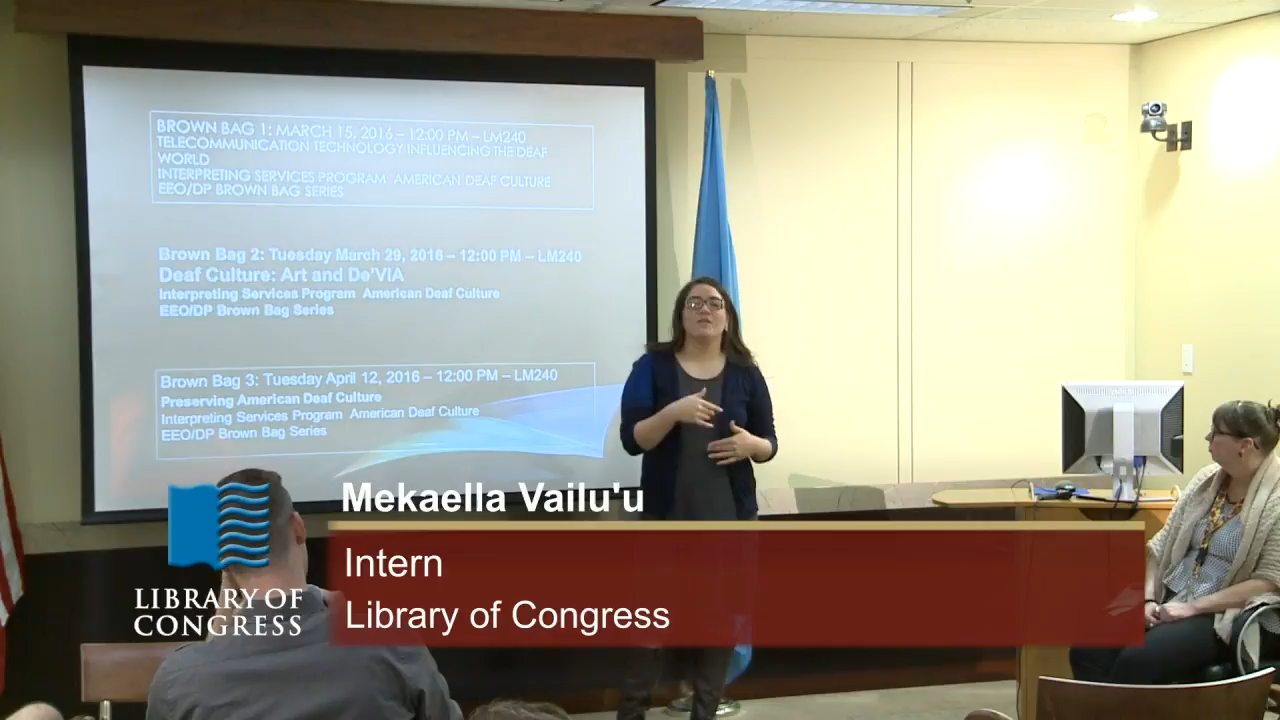 BROWN BAG 1: MARCH 15, 2016 – 12:00 PM – LM240
TELECOMMUNICATION TECHNOLOGY INFLUENCING THE DEAF
WORLD
INTERPRETING SERVICES PROGRAM AMERICAN DEAF CULTURE
EEO/DP BROWN BAG SERIES
Brown Bag 2: Tuesday March 29, 2016 – 12:00 PM – LM240
Deaf Culture: Art and De'VIA
Interpreting Services Program American Deaf Culture
EEO/DP Brown Bag Series
Brown Bag 3: Tuesday April 12, 2016 – 12:00 PM – LM240
Preserving American Deaf Culture
Interpreting Services Program American Deaf Culture
EEO/DP Brown Bag Series
Mekaella Vailu'u
Intern
Library of Congress
LIBRARY OF
CONGRESS